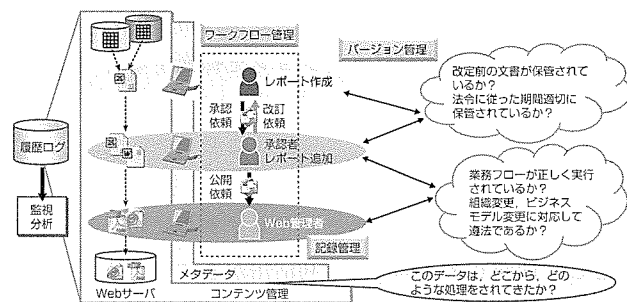 ワークフロー管理
バージョン管理
レポート作成
改定前の文書が保管されて
いるか？
法令に従った期間適切に
保管されているか？
承認
依頼
改訂
依頼
履歴ログ
承認者
レポート追加
公開
依頼
業務フローが正しく実行
されているか？
組織変更，ビジネス
モデル変更に対応して
違法であるか？
監視
分析
Web管理者
記録管理
メタデータ
このデータは，どこから，どの
ような処理をされてきたか？
Webサーバ
コンテンツ管理